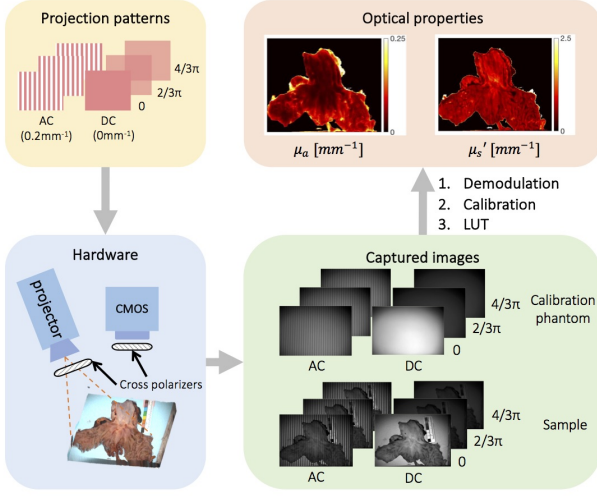 Projection patterns
4/3π
2/3π
0
AC
(0.2mm⁻¹)
DC
(0mm⁻¹)
Optical properties
0.25
0
μₐ [mm⁻¹]
2.5
0
μₛ′ [mm⁻¹]
1. Demodulation
2. Calibration
3. LUT
Hardware
projector
CMOS
Cross polarizers
Captured images
4/3π
2/3π
0
AC
DC
Calibration
phantom
4/3π
2/3π
0
AC
DC
Sample